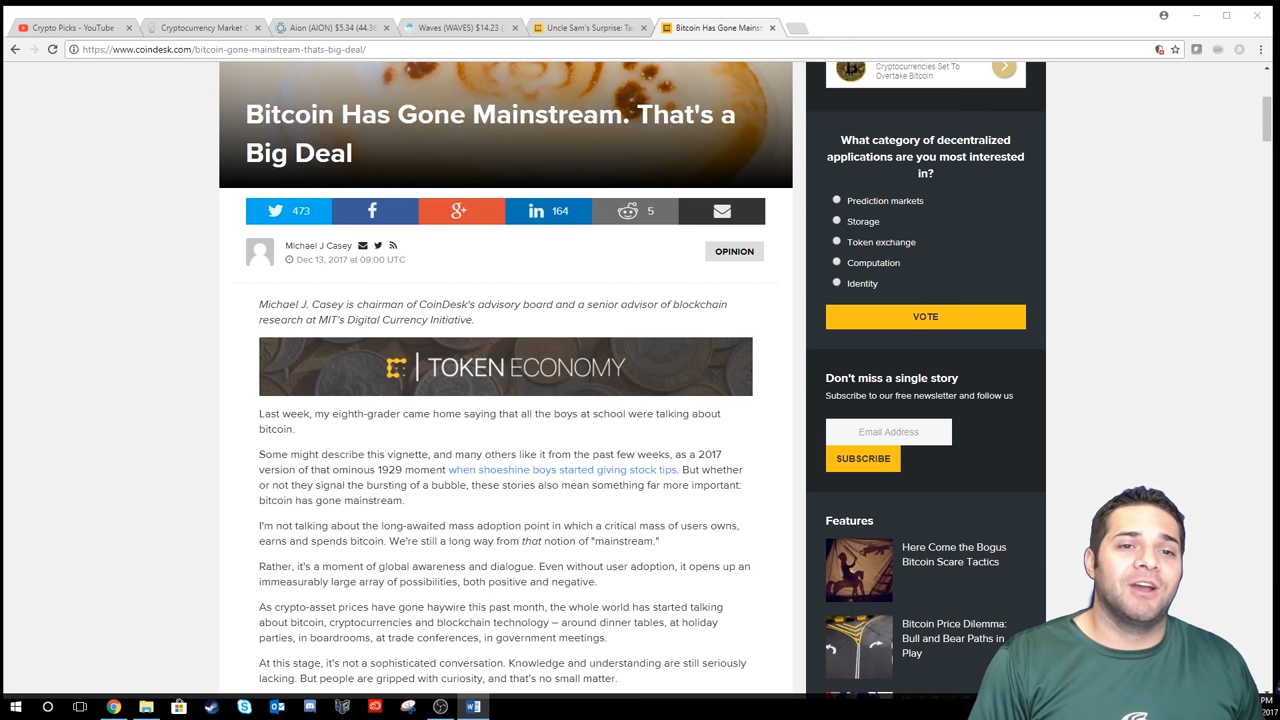 Crypto Picks - YouTube -
Cryptocurrency Market C
Aion (AION) $5.34 (44.36
Waves (WAVES) $14.23 (
Uncle Sam's Surprise: Ta
Bitcoin Has Gone Mainst
https://www.coindesk.com/bitcoin-gone-mainstream-thats-big-deal/
Bitcoin Has Gone Mainstream. That's a
Big Deal
473
164
5
Michael J Casey
Dec 13, 2017 at 09:00 UTC
OPINION
Michael J. Casey is chairman of CoinDesk's advisory board and a senior advisor of blockchain
research at MIT's Digital Currency Initiative.
TOKEN ECONOMY
Last week, my eighth-grader came home saying that all the boys at school were talking about
bitcoin.
Some might describe this vignette, and many others like it from the past few weeks, as a 2017
version of that ominous 1929 moment when shoeshine boys started giving stock tips. But whether
or not they signal the bursting of a bubble, these stories also mean something far more important:
bitcoin has gone mainstream.
I'm not talking about the long-awaited mass adoption point in which a critical mass of users owns,
earns and spends bitcoin. We're still a long way from that notion of "mainstream."
Rather, it's a moment of global awareness and dialogue. Even without user adoption, it opens up an
immeasurably large array of possibilities, both positive and negative.
As crypto-asset prices have gone haywire this past month, the whole world has started talking
about bitcoin, cryptocurrencies and blockchain technology – around dinner tables, at holiday
parties, in boardrooms, at trade conferences, in government meetings.
At this stage, it's not a sophisticated conversation. Knowledge and understanding are still seriously
lacking. But people are gripped with curiosity, and that's no small matter.
Cryptocurrencies Set To
Overtake Bitcoin
What category of decentralized
applications are you most interested
in?
Prediction markets
Storage
Token exchange
Computation
Identity
VOTE
Don't miss a single story
Subscribe to our free newsletter and follow us
Email Address
SUBSCRIBE
Features
Here Come the Bogus
Bitcoin Scare Tactics
Bitcoin Price Dilemma:
Bull and Bear Paths in
Play
PM
2017